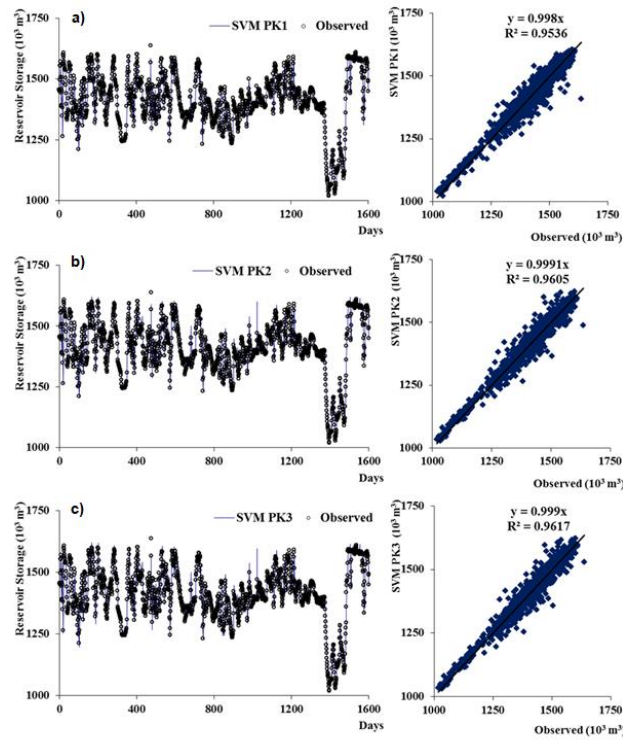 a)
SVM PK1 Observed
Reservoir Storage (10³ m³)
1750
1500
1250
1000
0 400 800 1200 1600
Days
y = 0.998x
R² = 0.9536
SVM PK1 (10³ m³)
1750
1500
1250
1000
1000 1250 1500 1750
Observed (10³ m³)
b)
SVM PK2 Observed
Reservoir Storage (10³ m³)
1750
1500
1250
1000
0 400 800 1200 1600
Days
y = 0.9991x
R² = 0.9605
SVM PK2 (10³ m³)
1750
1500
1250
1000
1000 1250 1500 1750
Observed (10³ m³)
c)
SVM PK3 Observed
Reservoir Storage (10³ m³)
1750
1500
1250
1000
0 400 800 1200 1600
Days
y = 0.999x
R² = 0.9617
SVM PK3 (10³ m³)
1750
1500
1250
1000
1000 1250 1500 1750
Observed (10³ m³)